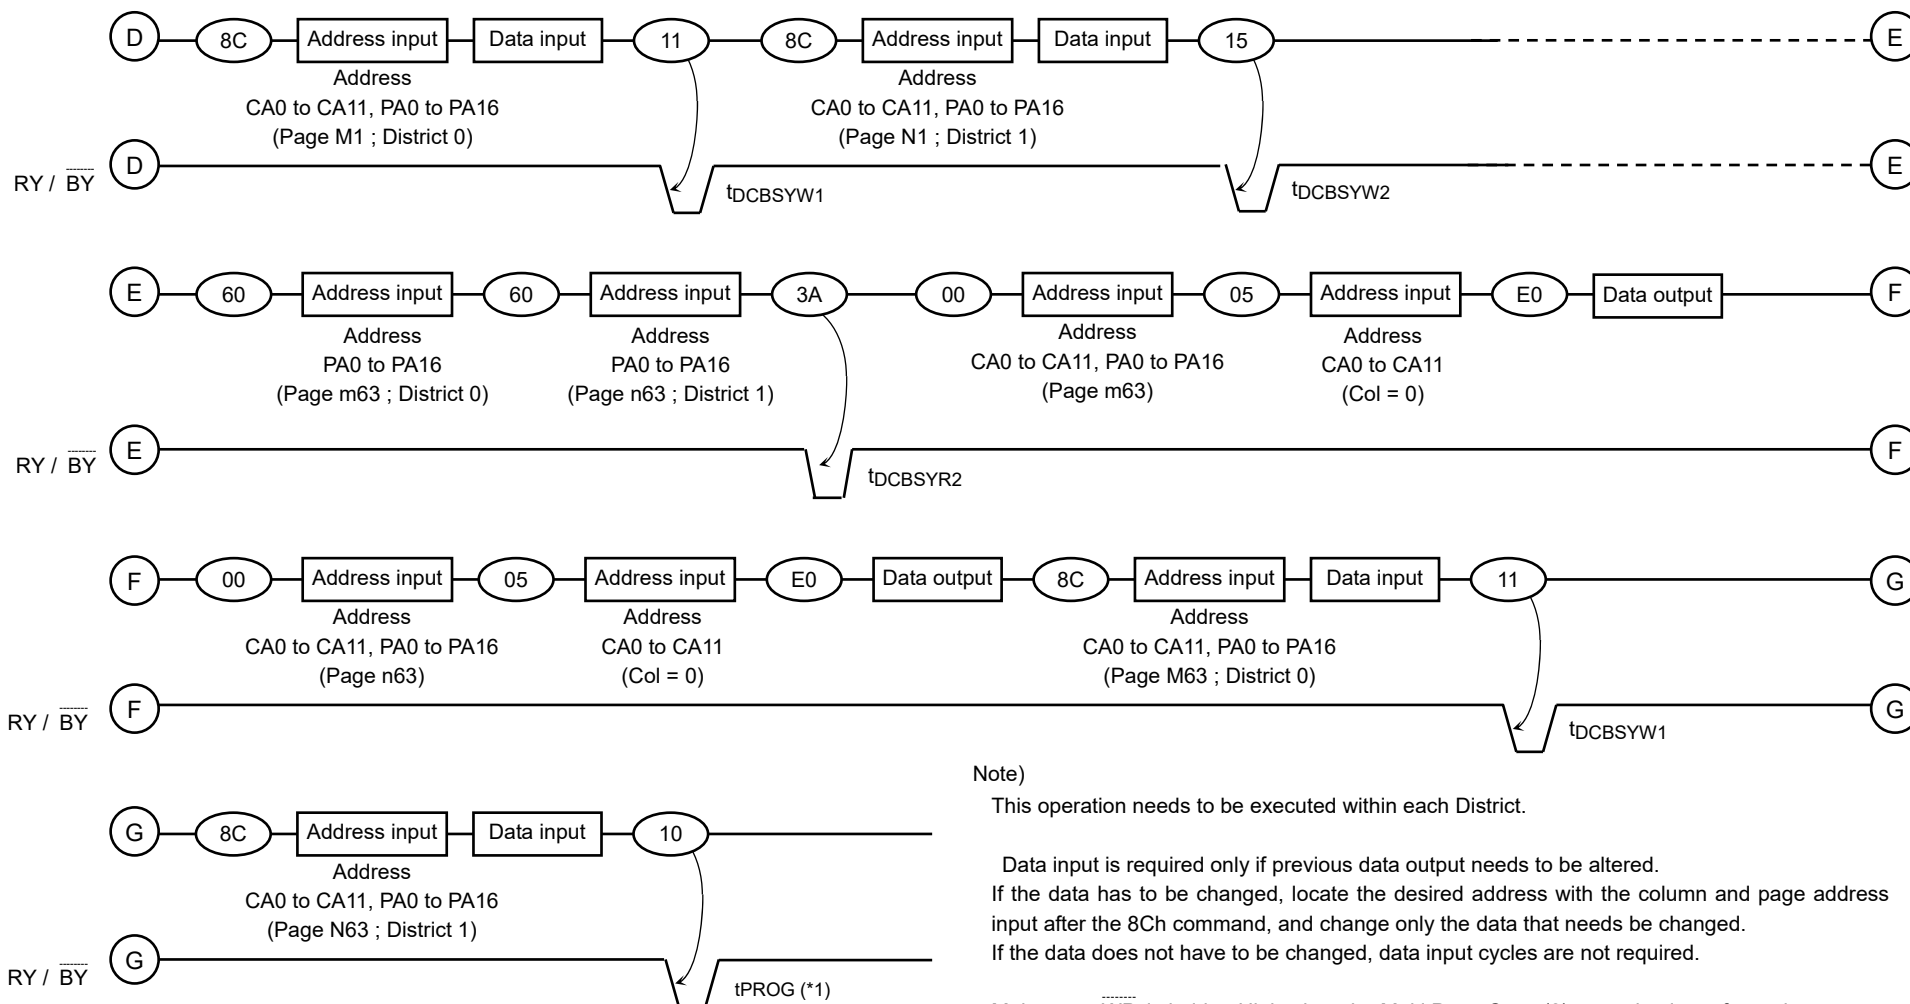 D 8C Address input Data input 11 8C Address input Data input 15 E
Address Address
CA0 to CA11, PA0 to PA16 CA0 to CA11, PA0 to PA16
(Page M1 ; District 0) (Page N1 ; District 1)
RY / BY D tDCBSYW1 tDCBSYW2 E
E 60 Address input 60 Address input 3A 00 Address input 05 Address input E0 Data output F
Address Address Address Address
PA0 to PA16 PA0 to PA16 CA0 to CA11, PA0 to PA16 CA0 to CA11
(Page m63 ; District 0) (Page n63 ; District 1) (Page m63) (Col = 0)
RY / BY E tDCBSYR2 F
F 00 Address input 05 Address input E0 Data output 8C Address input Data input 11 G
Address Address Address
CA0 to CA11, PA0 to PA16 CA0 to CA11 CA0 to CA11, PA0 to PA16
(Page n63) (Col = 0) (Page M63 ; District 0)
RY / BY F tDCBSYW1 G
G 8C Address input Data input 10
Address
CA0 to CA11, PA0 to PA16
(Page N63 ; District 1)
RY / BY G tPROG (*1)
Note)
This operation needs to be executed within each District.
Data input is required only if previous data output needs to be altered.
If the data has to be changed, locate the desired address with the column and page address
input after the 8Ch command, and change only the data that needs be changed.
If the data does not have to be changed, data input cycles are not required.